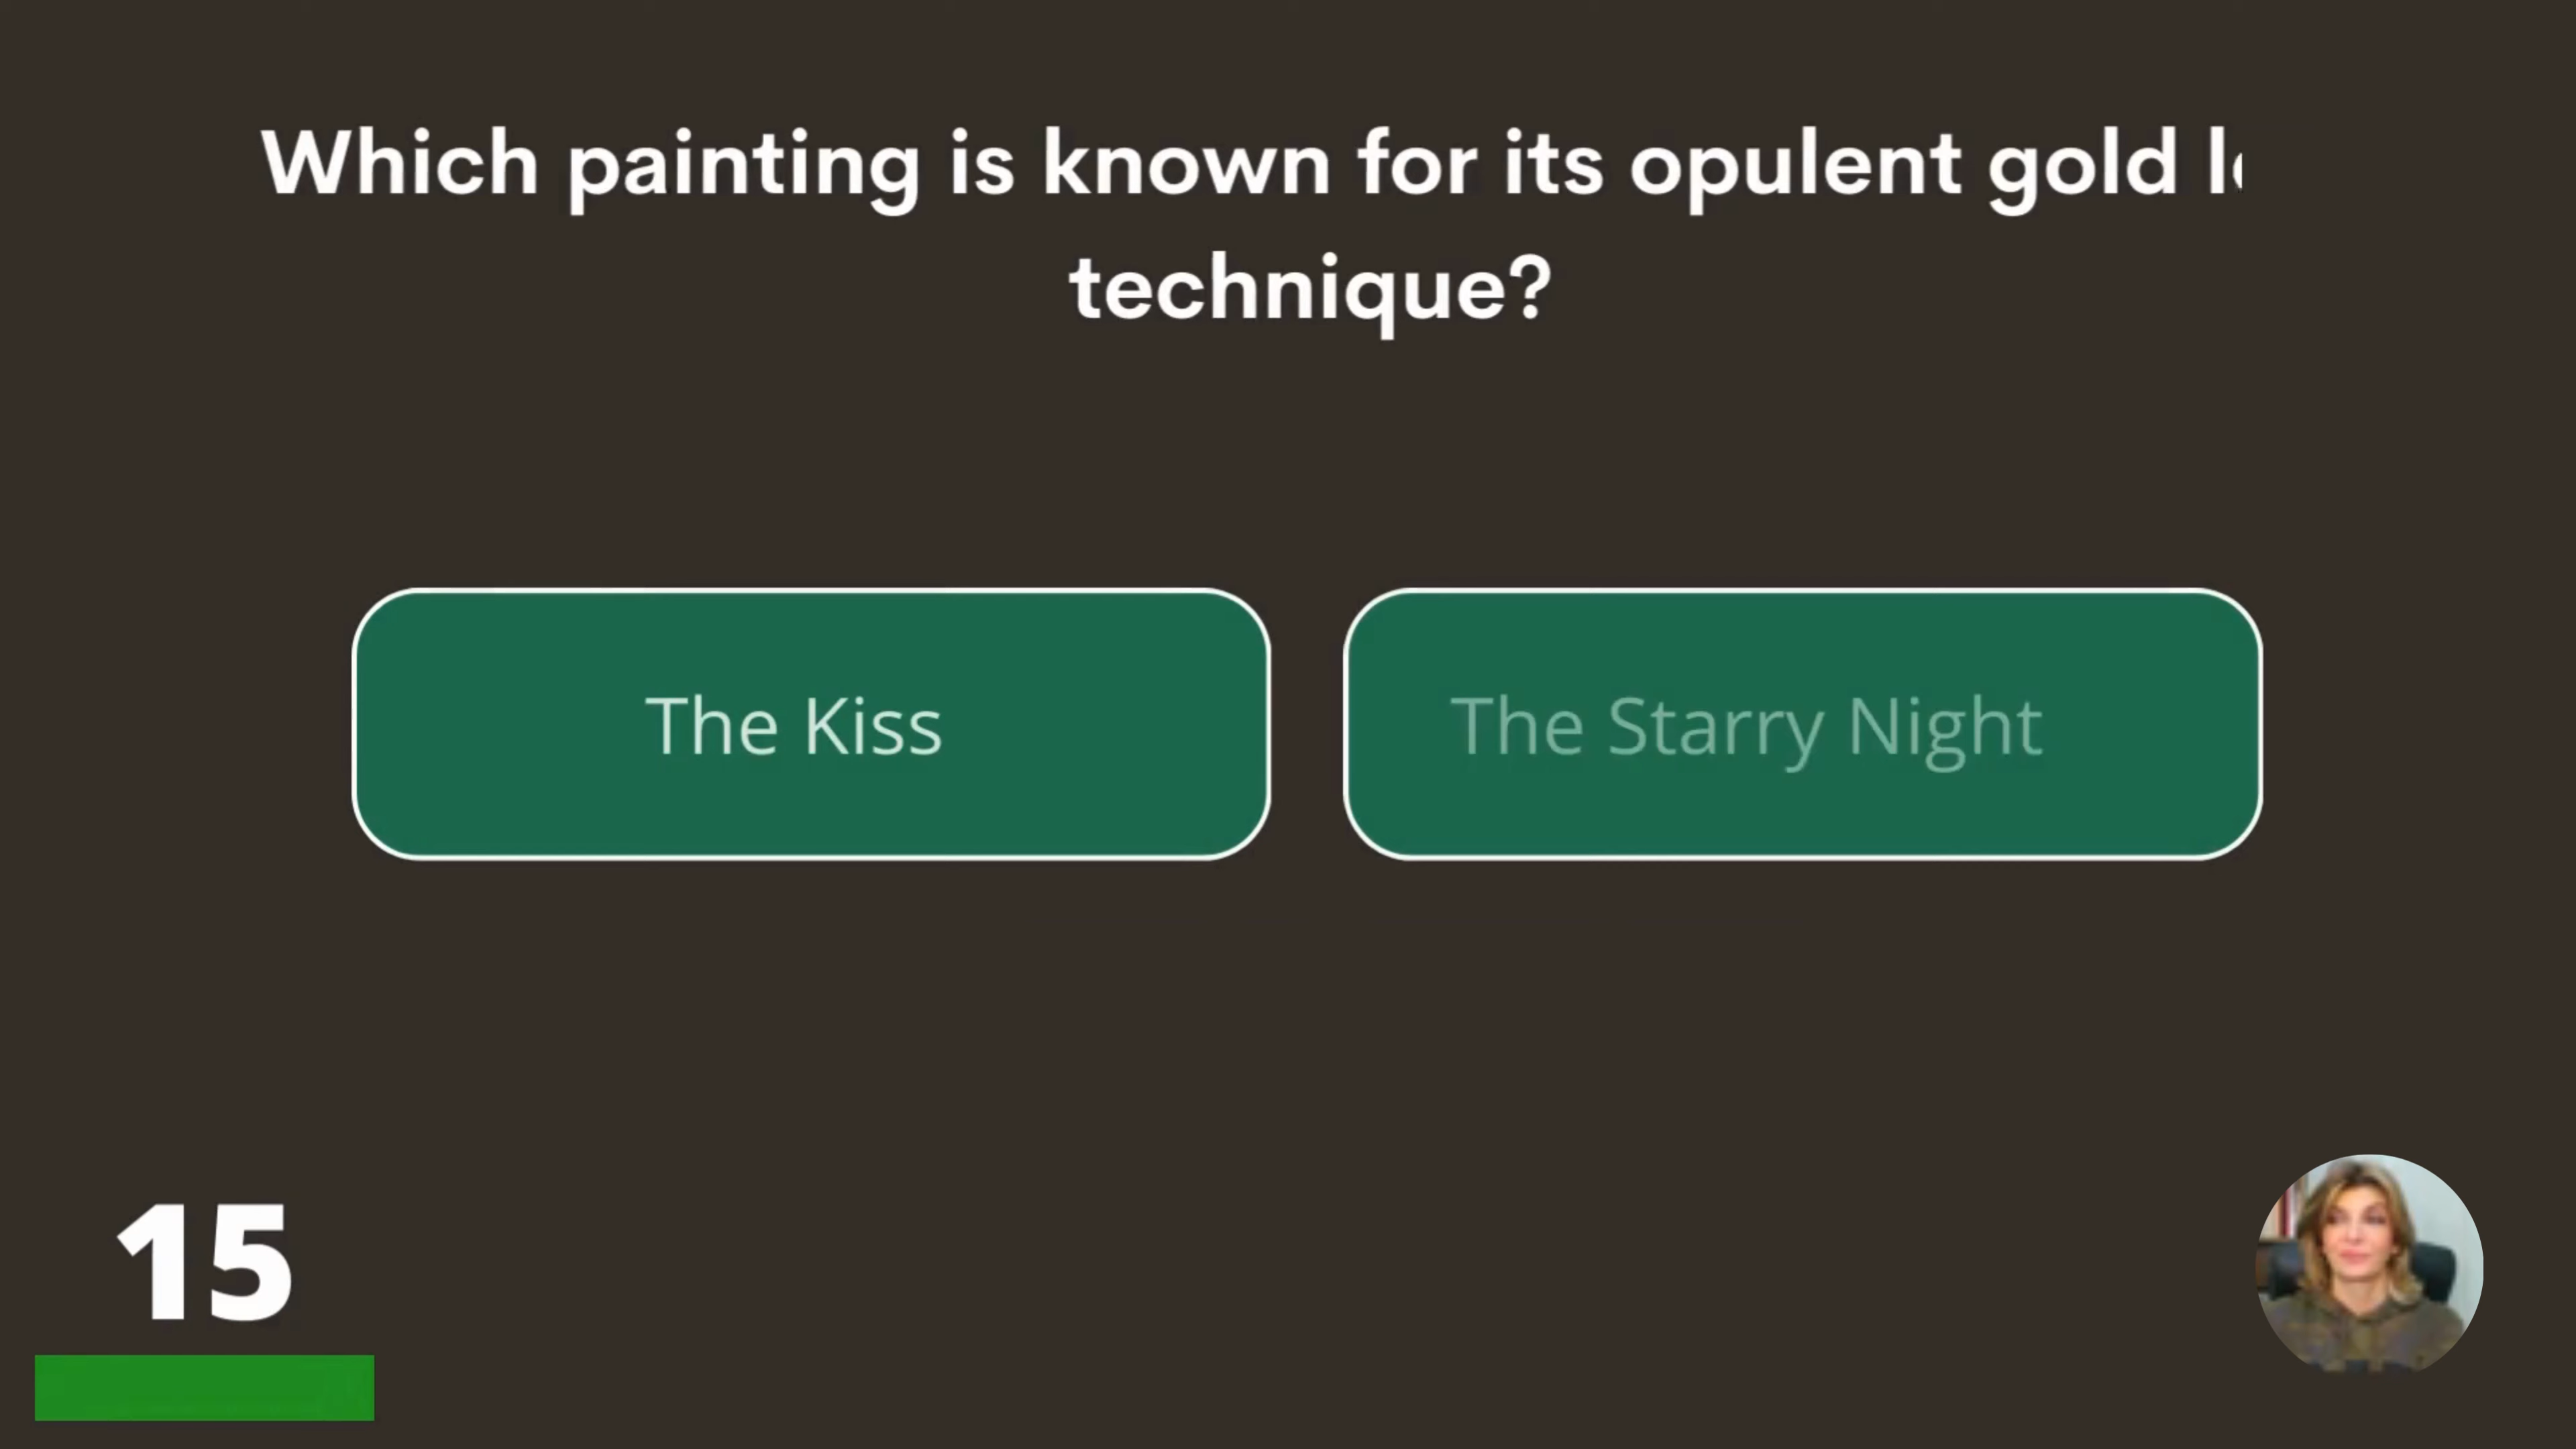 Which painting is known for its opulent gold
technique?
The Kiss
The Starry Night
15